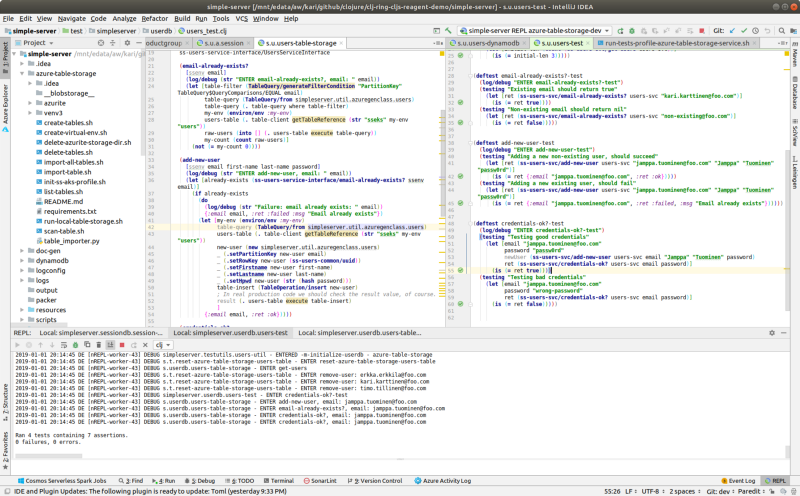 simple-server [/mnt/edata/aw/kari/github/clojure/clj-ring-cljs-reagent-demo/simple-server] - s.u.users-test - IntelliJ IDEA
File Edit View Navigate Code Analyze Refactor Build Run Tools VCS Window Help
simple-server test simpleserver userdb users_test.clj
simple-server REPL azure-table-storage-dev
Git:
Project
oductgroup s.u.a.session s.u.users-table-storage
s.u.users-dynamodb s.u.users-test run-tests-profile-azure-table-storage-service.sh
simple-server /mnt/edata/aw/kari/github/cloj
.idea
azure-table-storage
.idea
__blobstorage__
azurite
venv3
create-tables.sh
create-virtual-env.sh
delete-azurite-storage-dir.sh
delete-tables.sh
import-all-tables.sh
import-table.sh
init-ss-aks-profile.sh
list-tables.sh
README.md
requirements.txt
run-local-table-storage.sh
scan-table.sh
table_importer.py
doc-gen
dynamodb
logconfig
logs
output
packer
resources
scripts
ss-users-service-interface/UsersServiceInterface
(email-already-exists?
[ssenv email]
(log/debug (str "ENTER email-already-exists?, email: " email))
(let [table-filter (TableQuery/generateFilterCondition "PartitionKey"
TableQuery$QueryComparisons/EQUAL email)
table-query (TableQuery/from simpleserver.util.azuregenclass.users)
table-query (. table-query where table-filter)
my-env (environ/env :my-env)
users-table (. table-client getTableReference (str "sseks" my-env
"users"))
raw-users (into [] (. users-table execute table-query))
my-count (count raw-users)]
(not (= my-count 0))))
(add-new-user
[ssenv email first-name last-name password]
(log/debug (str "ENTER add-new-user, email: " email))
(let [already-exists (ss-users-service-interface/email-already-exists? ssenv
email)]
(if already-exists
(do
(log/debug (str "Failure: email already exists: " email))
{:email email, :ret :failed :msg "Email already exists"})
(let [my-env (environ/env :my-env)
table-query (TableQuery/from simpleserver.util.azuregenclass.users)
users-table (. table-client getTableReference (str "sseks" my-env
"users"))
new-user (new simpleserver.util.azuregenclass.users)
_ (.setPartitionKey new-user email)
_ (.setRowKey new-user (ss-users-common/uuid))
_ (.setFirstname new-user first-name)
_ (.setLastname new-user last-name)
_ (.setHpwd new-user (str (hash password)))
table-insert (TableOperation/insert new-user)
; In real production code we should check the result value, of course.
result (. users-table execute table-insert)
]
{:email email, :ret :ok}))))
(is (= initial-len 3:)))))
(deftest email-already-exists?-test
(log/debug "ENTER email-already-exists?-test")
(testing "Existing email should return true"
(let [ret (ss-users-svc/email-already-exists? users-svc "kari.karttinen@foo.com")]
(is (= ret true))))
(testing "Non-existing email should return nil"
(let [ret (ss-users-svc/email-already-exists? users-svc "non-existing@foo.com")]
(is (= ret false)))))
(deftest add-new-user-test
(log/debug "ENTER add-new-user-test")
(testing "Adding a new non-existing user, should succeed"
(let [ret (ss-users-svc/add-new-user users-svc "jamppa.tuominen@foo.com" "Jamppa" "Tuominen"
"passw0rd")]
(is (= ret {:email "jamppa.tuominen@foo.com", :ret :ok}))))
(testing "Adding a existing user, should fail"
(let [ret (ss-users-svc/add-new-user users-svc "jamppa.tuominen@foo.com" "Jamppa" "Tuominen"
"passw0rd")]
(is (= ret {:email "jamppa.tuominen@foo.com", :ret :failed, :msg "Email already exists"})))))
(deftest credentials-ok?-test
(log/debug "ENTER credentials-ok?-test")
(testing "Testing good credentials"
(let [email "jamppa.tuominen@foo.com"
password "passw0rd"
newUser (ss-users-svc/add-new-user users-svc email "Jamppa" "Tuominen" password)
ret (ss-users-svc/credentials-ok? users-svc email password)]
(is (= ret true))))
(testing "Testing bad credentials"
(let [email "jamppa.tuominen@foo.com"
password "wrong-password"
ret (ss-users-svc/credentials-ok? users-svc email password)]
(is (= ret false)))))
REPL: Local: simpleserver.sessiondb.session-... Local: simpleserver.userdb.users-test Local: simpleserver.userdb.users-table...
clj
2019-01-01 20:14:45 DE [nREPL-worker-43] DEBUG simpleserver.testutils.users-util - ENTERED -m-initialize-userdb - azure-table-storage
2019-01-01 20:14:45 DE [nREPL-worker-43] DEBUG s.t.reset-azure-table-storage-users-table - ENTER reset-azure-table-storage-users-table
2019-01-01 20:14:45 DE [nREPL-worker-43] DEBUG s.userdb.users-table-storage - ENTER get-users
2019-01-01 20:14:45 DE [nREPL-worker-43] DEBUG s.t.reset-azure-table-storage-users-table - ENTER remove-user: erkka.erkkila@foo.com
2019-01-01 20:14:45 DE [nREPL-worker-43] DEBUG s.t.reset-azure-table-storage-users-table - ENTER remove-user: kari.karttinen@foo.com
2019-01-01 20:14:45 DE [nREPL-worker-43] DEBUG s.t.reset-azure-table-storage-users-table - ENTER remove-user: timo.tillinen@foo.com
2019-01-01 20:14:45 DE [nREPL-worker-43] DEBUG simpleserver.userdb.users-test - ENTER credentials-ok?-test
2019-01-01 20:14:45 DE [nREPL-worker-43] DEBUG s.userdb.users-table-storage - ENTER add-new-user, email: jamppa.tuominen@foo.com
2019-01-01 20:14:45 DE [nREPL-worker-43] DEBUG s.userdb.users-table-storage - ENTER email-already-exists?, email: jamppa.tuominen@foo.com
2019-01-01 20:14:45 DE [nREPL-worker-43] DEBUG s.userdb.users-table-storage - ENTER credentials-ok?, email: jamppa.tuominen@foo.com
2019-01-01 20:14:45 DE [nREPL-worker-43] DEBUG s.userdb.users-table-storage - ENTER credentials-ok?, email: jamppa.tuominen@foo.com
Ran 4 tests containing 7 assertions.
0 failures, 0 errors.
1: Project
Azure Explorer
7: Structure
2: Favorites
Maven
Database
SciView
Leiningen
Cosmos Serverless Spark Jobs 3: Find 4: Run 5: Debug 6: TODO Terminal SonarLint 9: Version Control Azure Activity Log
Event Log REPL
IDE and Plugin Updates: The following plugin is ready to update: Toml (yesterday 9:33 PM)
55:26 LF UTF-8 2 spaces Git: dev Paredit